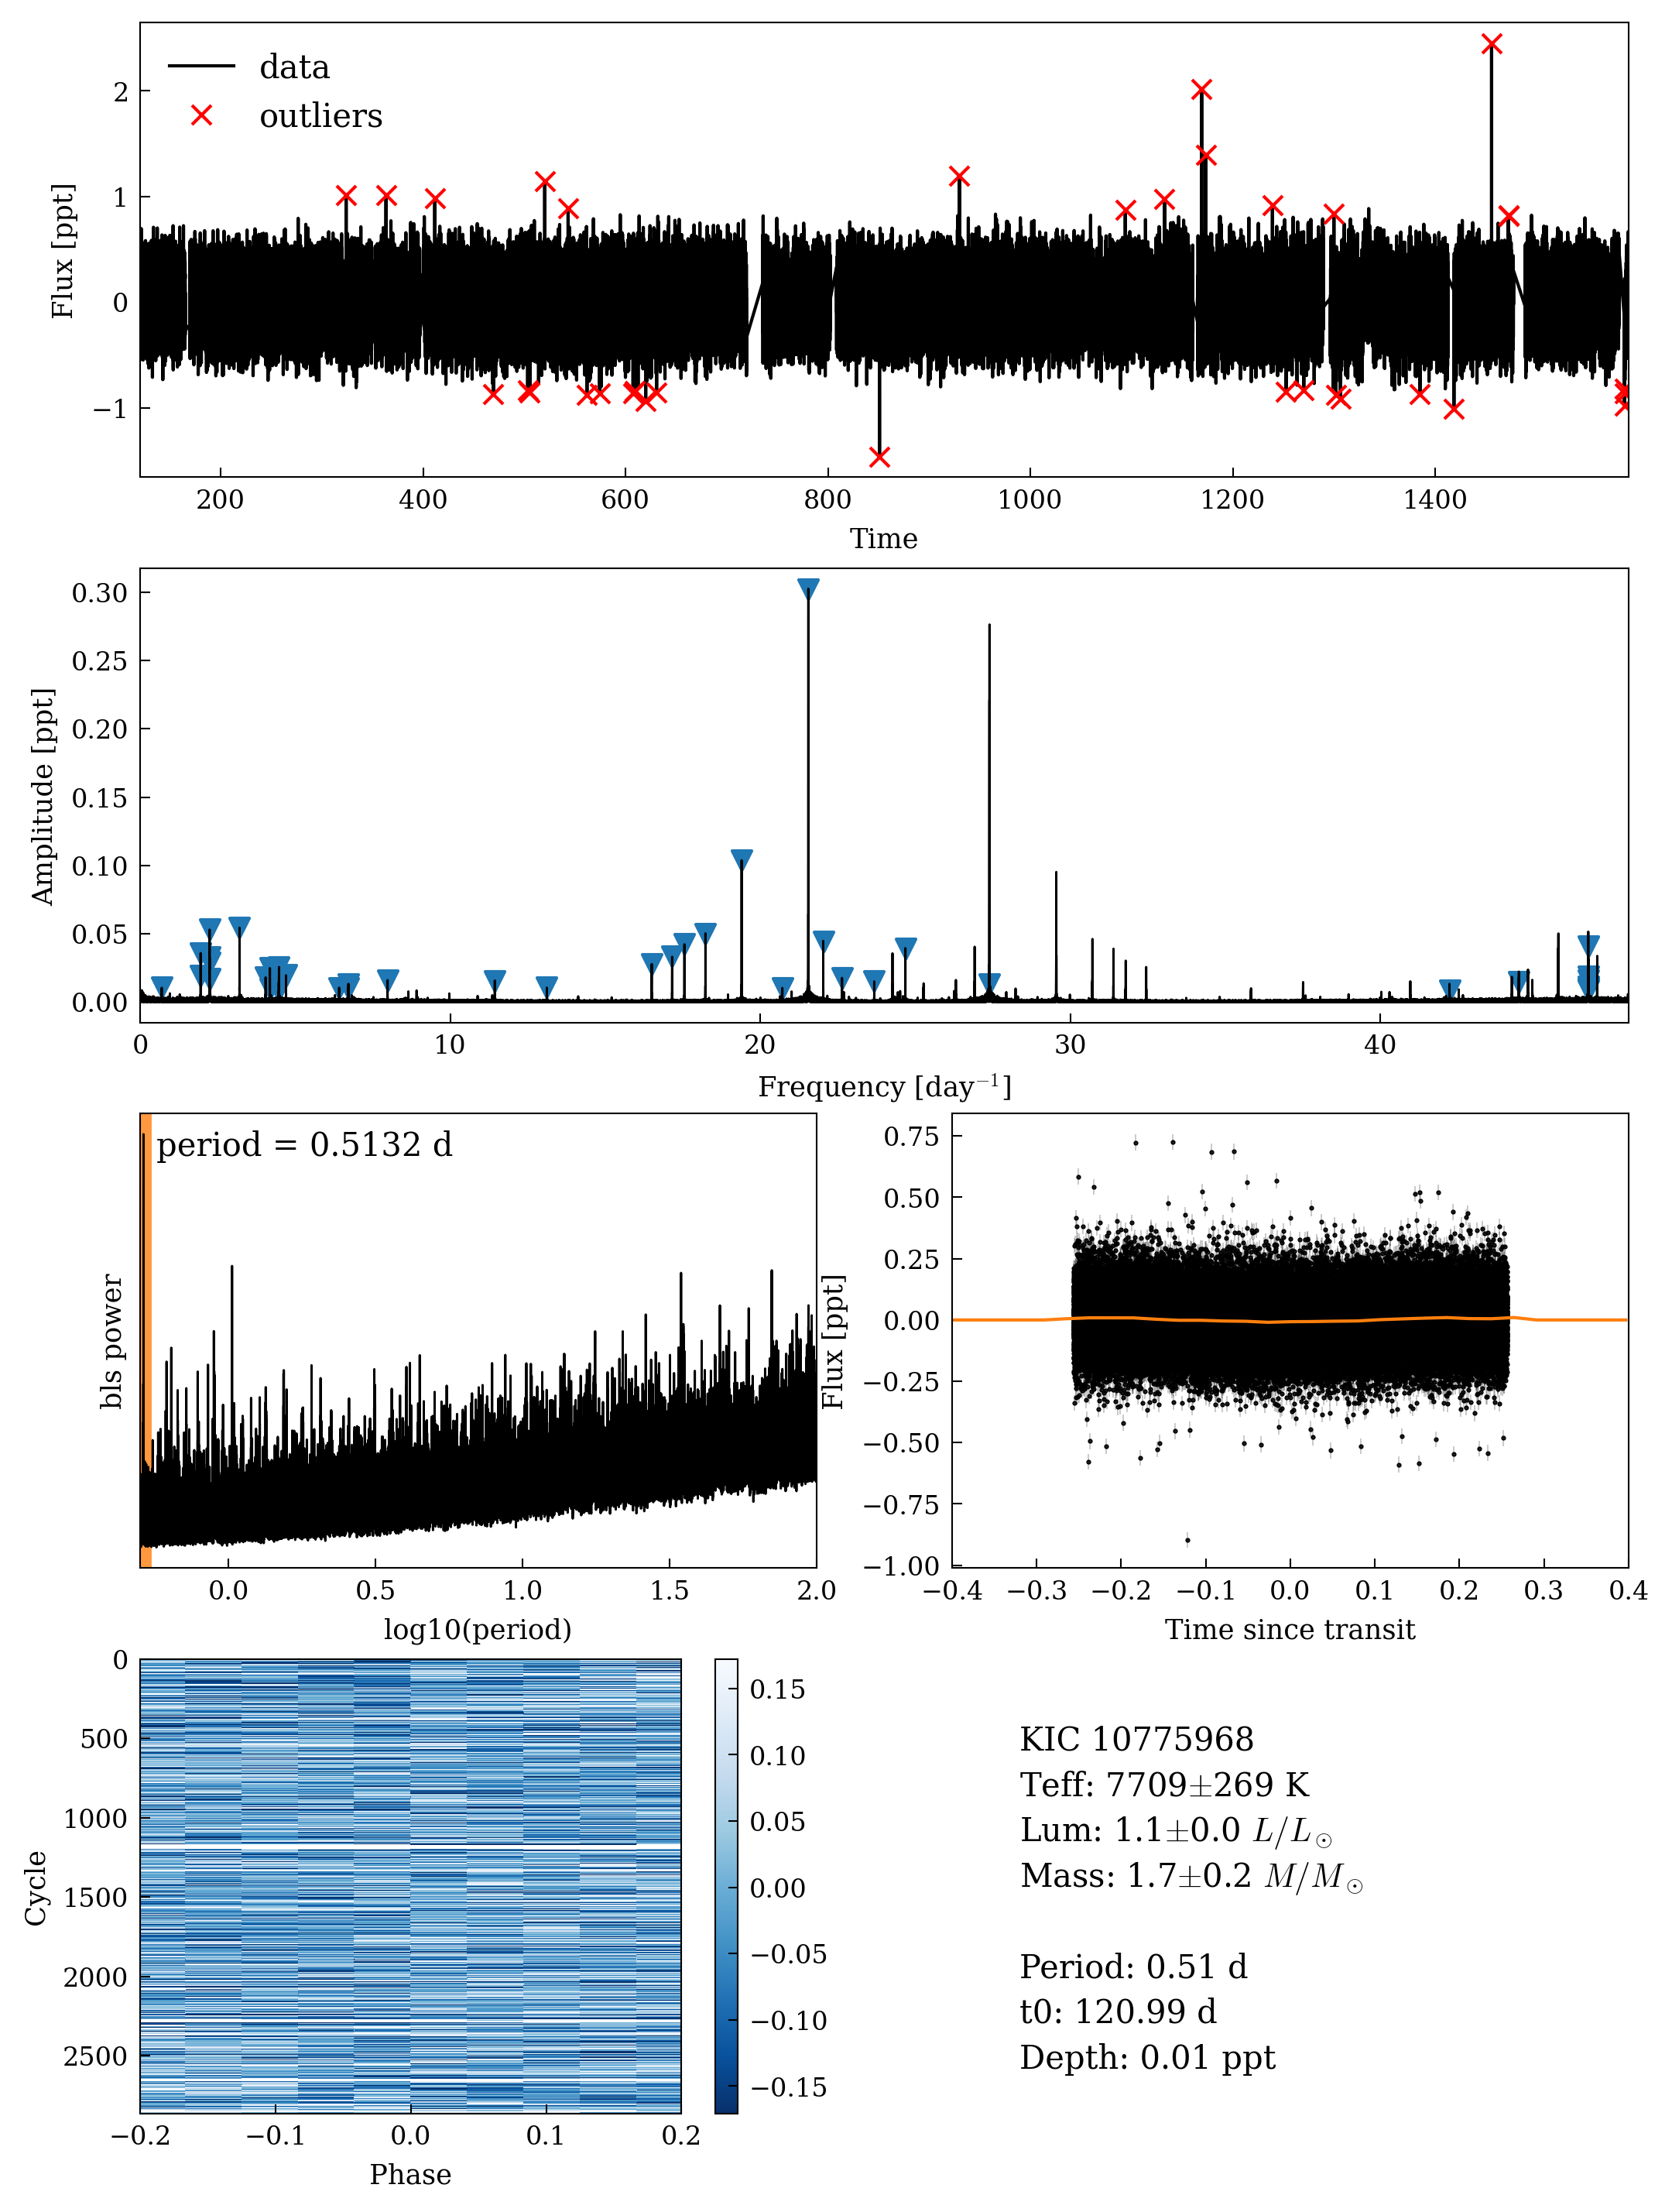 data
outliers
2
1
0
−1
Flux [ppt]
200 400 600 800 1000 1200 1400
Time
0.30
0.25
0.20
0.15
0.10
0.05
0.00
Amplitude [ppt]
0 10 20 30 40
Frequency [day⁻¹]
period = 0.5132 d
bls power
0.0 0.5 1.0 1.5 2.0
log10(period)
0.75
0.50
0.25
0.00
−0.25
−0.50
−0.75
−1.00
Flux [ppt]
−0.4 −0.3 −0.2 −0.1 0.0 0.1 0.2 0.3 0.4
Time since transit
0
500
1000
1500
2000
2500
Cycle
−0.2 −0.1 0.0 0.1 0.2
Phase
0.15
0.10
0.05
0.00
−0.05
−0.10
−0.15
KIC 10775968
Teff: 7709±269 K
Lum: 1.1±0.0 L/L⊙
Mass: 1.7±0.2 M/M⊙
Period: 0.51 d
t0: 120.99 d
Depth: 0.01 ppt